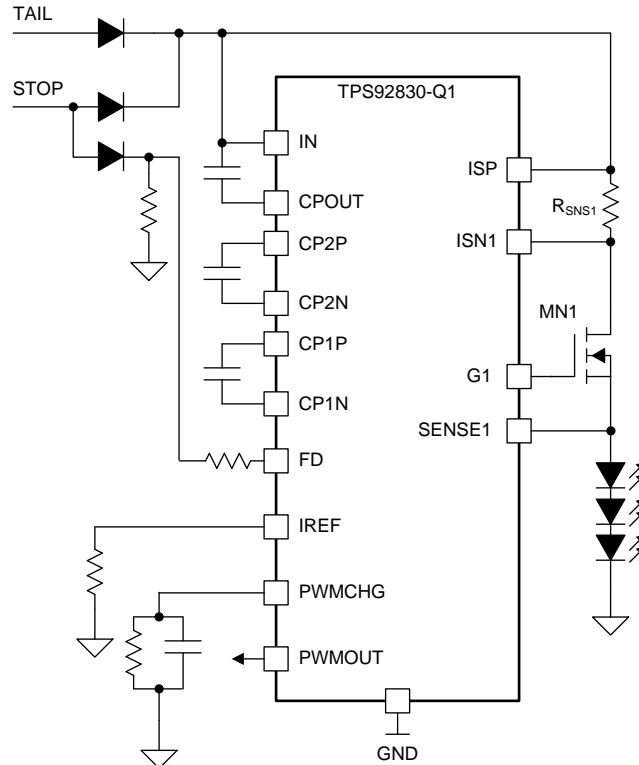 TAIL
STOP
TPS92830-Q1
IN
CPOUT
CP2P
CP2N
CP1P
CP1N
FD
IREF
PWMCHG
PWMOUT
GND
ISP
RSNS1
ISN1
MN1
G1
SENSE1